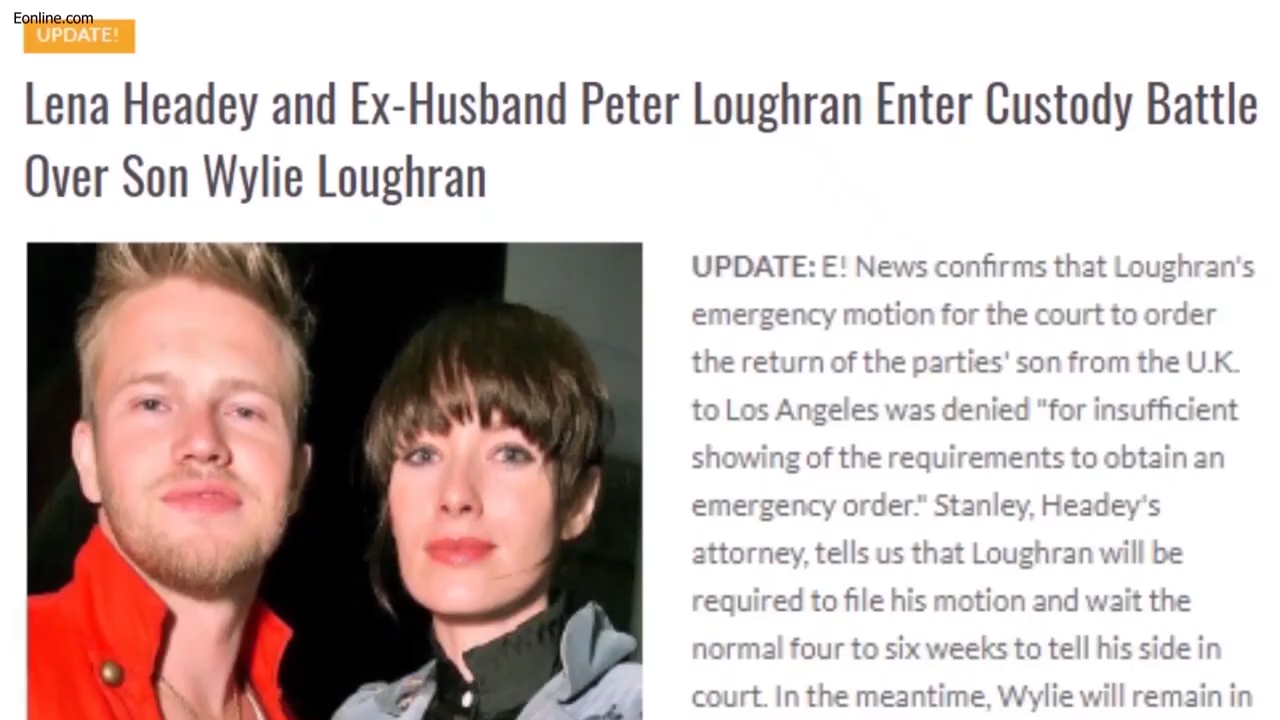 Eonline.com
UPDATE!
Lena Headey and Ex-Husband Peter Loughran Enter Custody Battle
Over Son Wylie Loughran
UPDATE: E! News confirms that Loughran's
emergency motion for the court to order
the return of the parties' son from the U.K.
to Los Angeles was denied "for insufficient
showing of the requirements to obtain an
emergency order." Stanley, Headey's
attorney, tells us that Loughran will be
required to file his motion and wait the
normal four to six weeks to tell his side in
court. In the meantime, Wylie will remain in